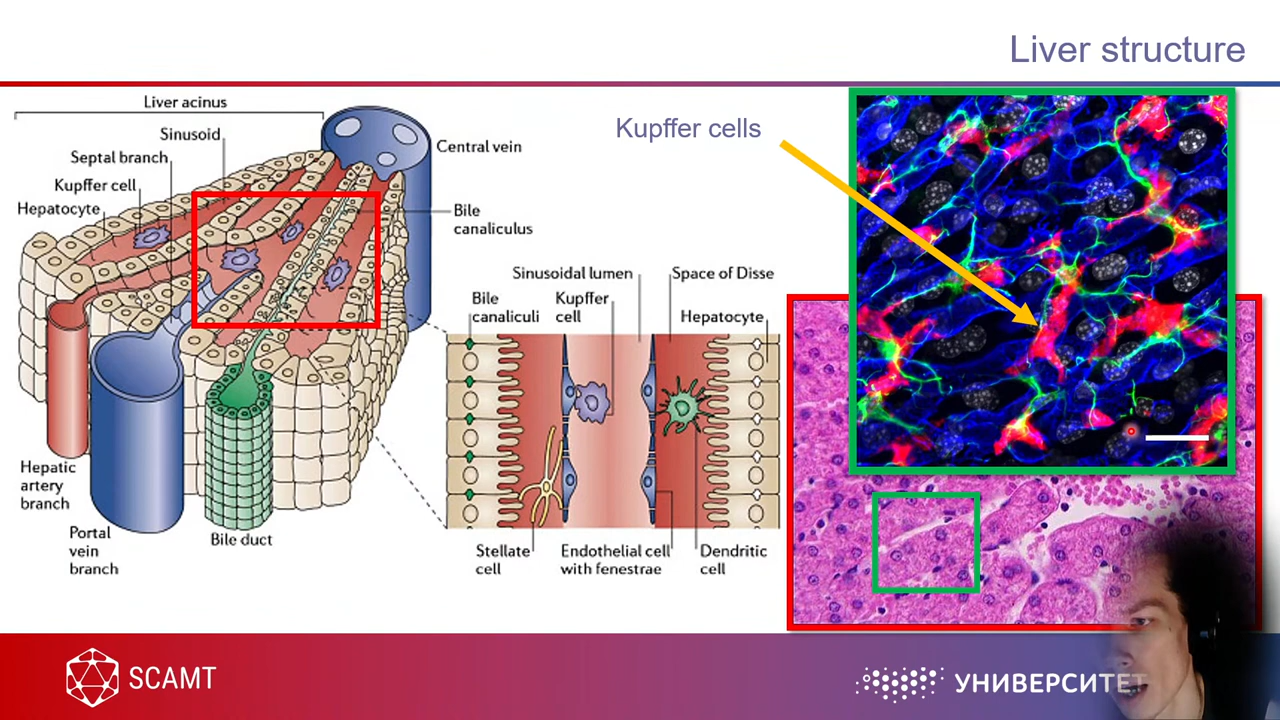 Liver structure
Liver acinus
Sinusoid
Septal branch
Kupffer cell
Hepatocyte
Central vein
Bile
canaliculus
Hepatic
artery
branch
Portal
vein
branch
Bile duct
Sinusoidal lumen
Space of Disse
Bile
canaliculi
Kupffer
cell
Hepatocyte
Stellate
cell
Endothelial cell
with fenestrae
Dendritic
cell
Kupffer cells
SCAMT
УНИВЕРСИТЕТ